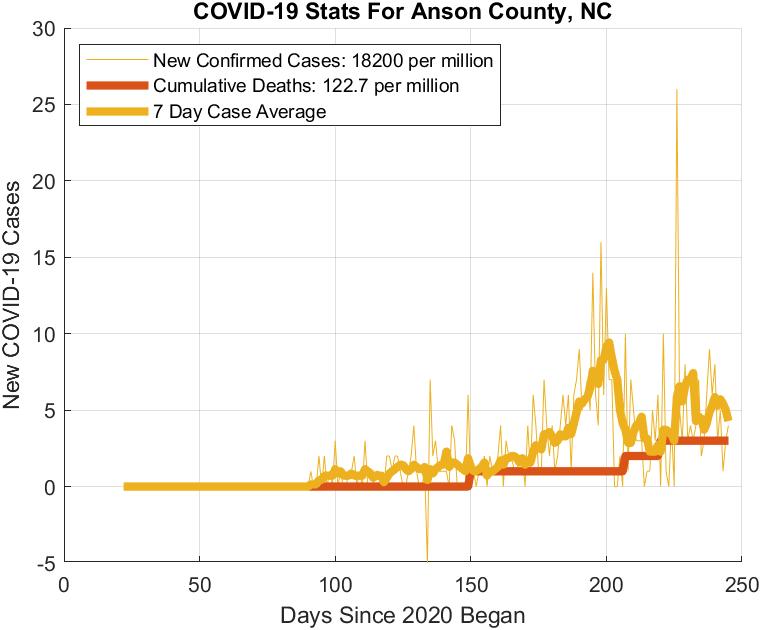 COVID-19 Stats For Anson County, NC
New Confirmed Cases: 18200 per million
Cumulative Deaths: 122.7 per million
7 Day Case Average
New COVID-19 Cases
30
25
20
15
10
5
0
-5
0 50 100 150 200 250
Days Since 2020 Began